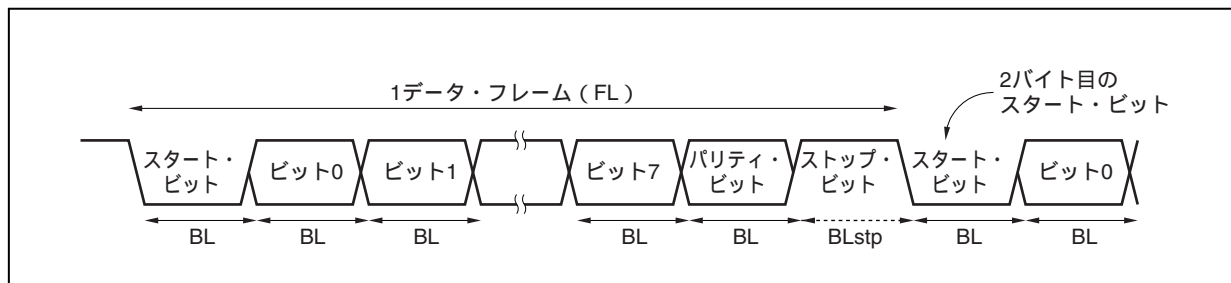 1データ・フレーム（FL）
2バイト目の
スタート・ビット
スタート・
ビット
ビット0
ビット1
ビット7
パリティ・
ビット
ストップ・
ビット
スタート・
ビット
ビット0
BL
BL
BL
BL
BL
BLstp
BL
BL